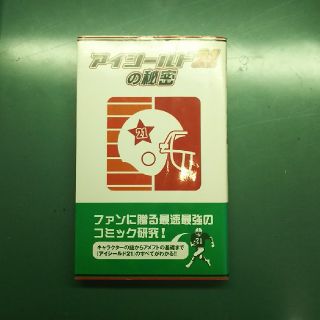 アイシールド21
の秘密
21
ファンに贈る最速最強の
コミック研究!
キャラクターの謎からアメフトの基礎まで
「アイシールド21」のすべてがわかる!!
21